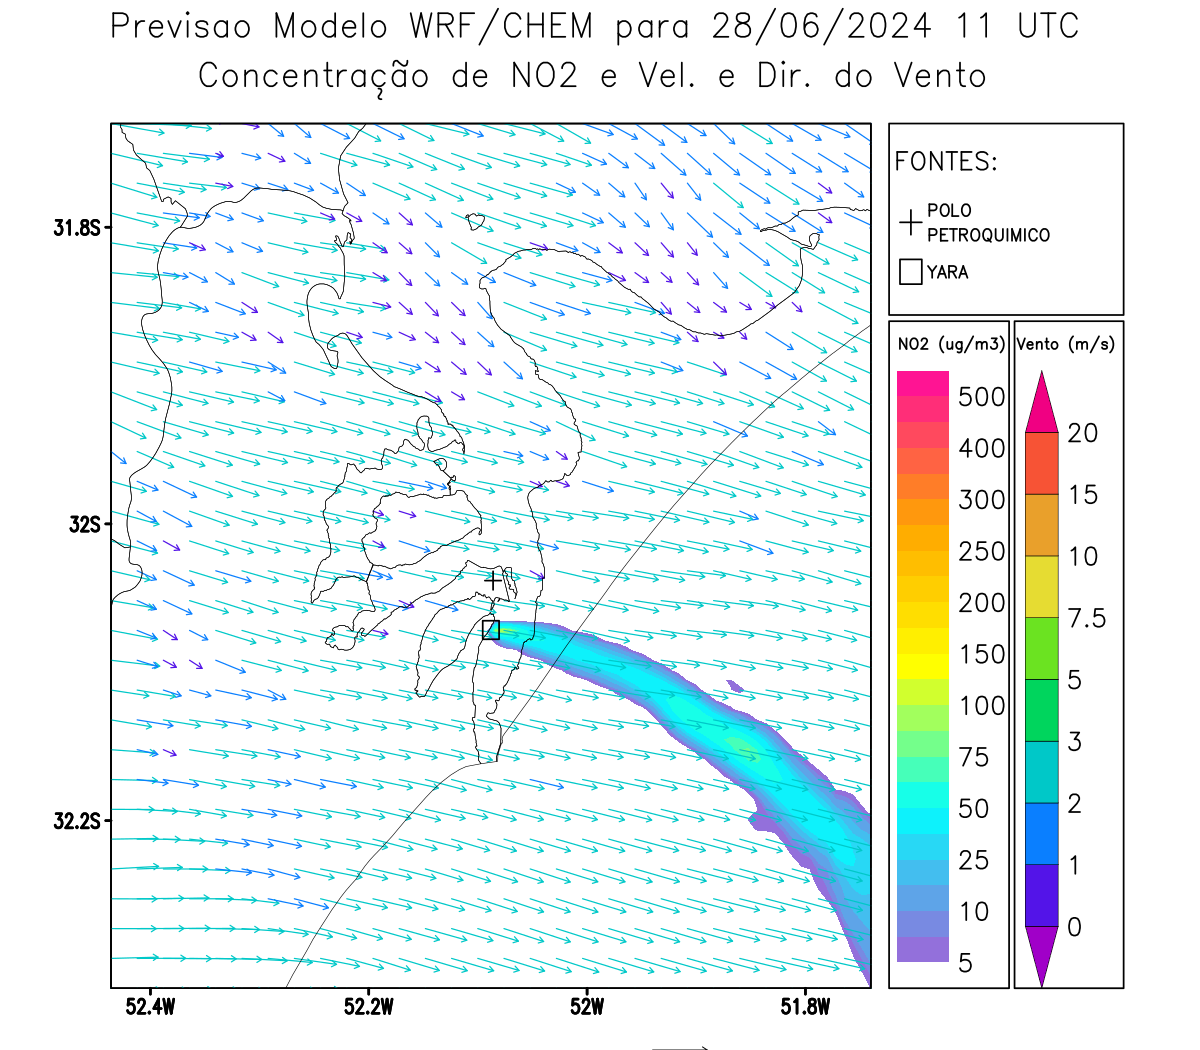 Previsao Modelo WRF/CHEM para 28/06/2024 11 UTC
Concentração de NO2 e Vel. e Dir. do Vento
FONTES:
POLO
PETROQUIMICO
YARA
NO2 (ug/m3)
500
400
300
250
200
150
100
75
50
25
10
5
Vento (m/s)
20
15
10
7.5
5
3
2
1
0
31.8S
32S
32.2S
52.4W
52.2W
52W
51.8W